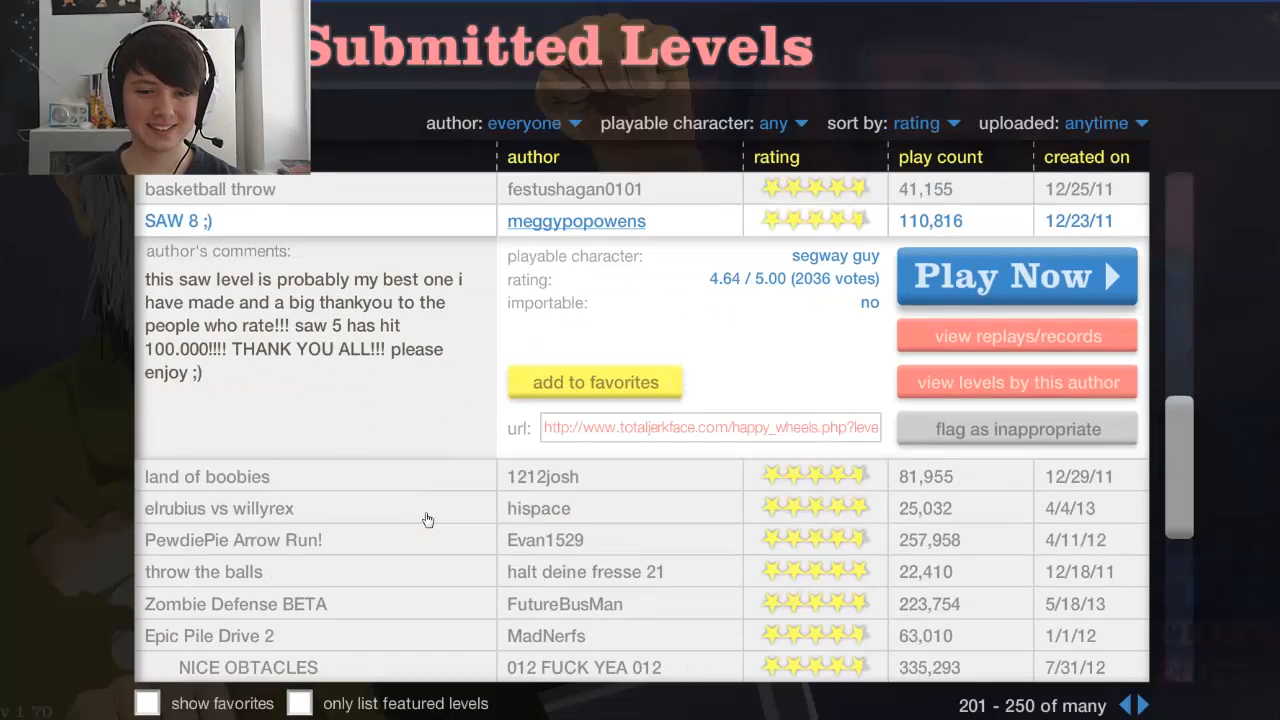 Submitted Levels
author: everyone playable character: any sort by: rating uploaded: anytime
author rating play count created on
basketball throw festushagan0101 41,155 12/25/11
SAW 8 ;) meggypopowens 110,816 12/23/11
author's comments:
this saw level is probably my best one i
have made and a big thankyou to the
people who rate!!! saw 5 has hit
100.000!!!! THANK YOU ALL!!! please
enjoy ;)
playable character: segway guy
rating: 4.64 / 5.00 (2036 votes)
importable: no
add to favorites
url: http://www.totaljerkface.com/happy_wheels.php?leve
Play Now
view replays/records
view levels by this author
flag as inappropriate
land of boobies 1212josh 81,955 12/29/11
elrubius vs willyrex hispace 25,032 4/4/13
PewdiePie Arrow Run! Evan1529 257,958 4/11/12
throw the balls halt deine fresse 21 22,410 12/18/11
Zombie Defense BETA FutureBusMan 223,754 5/18/13
Epic Pile Drive 2 MadNerfs 63,010 1/1/12
NICE OBTACLES 012 FUCK YEA 012 335,293 7/31/12
show favorites only list featured levels 201 - 250 of many
v 1.70